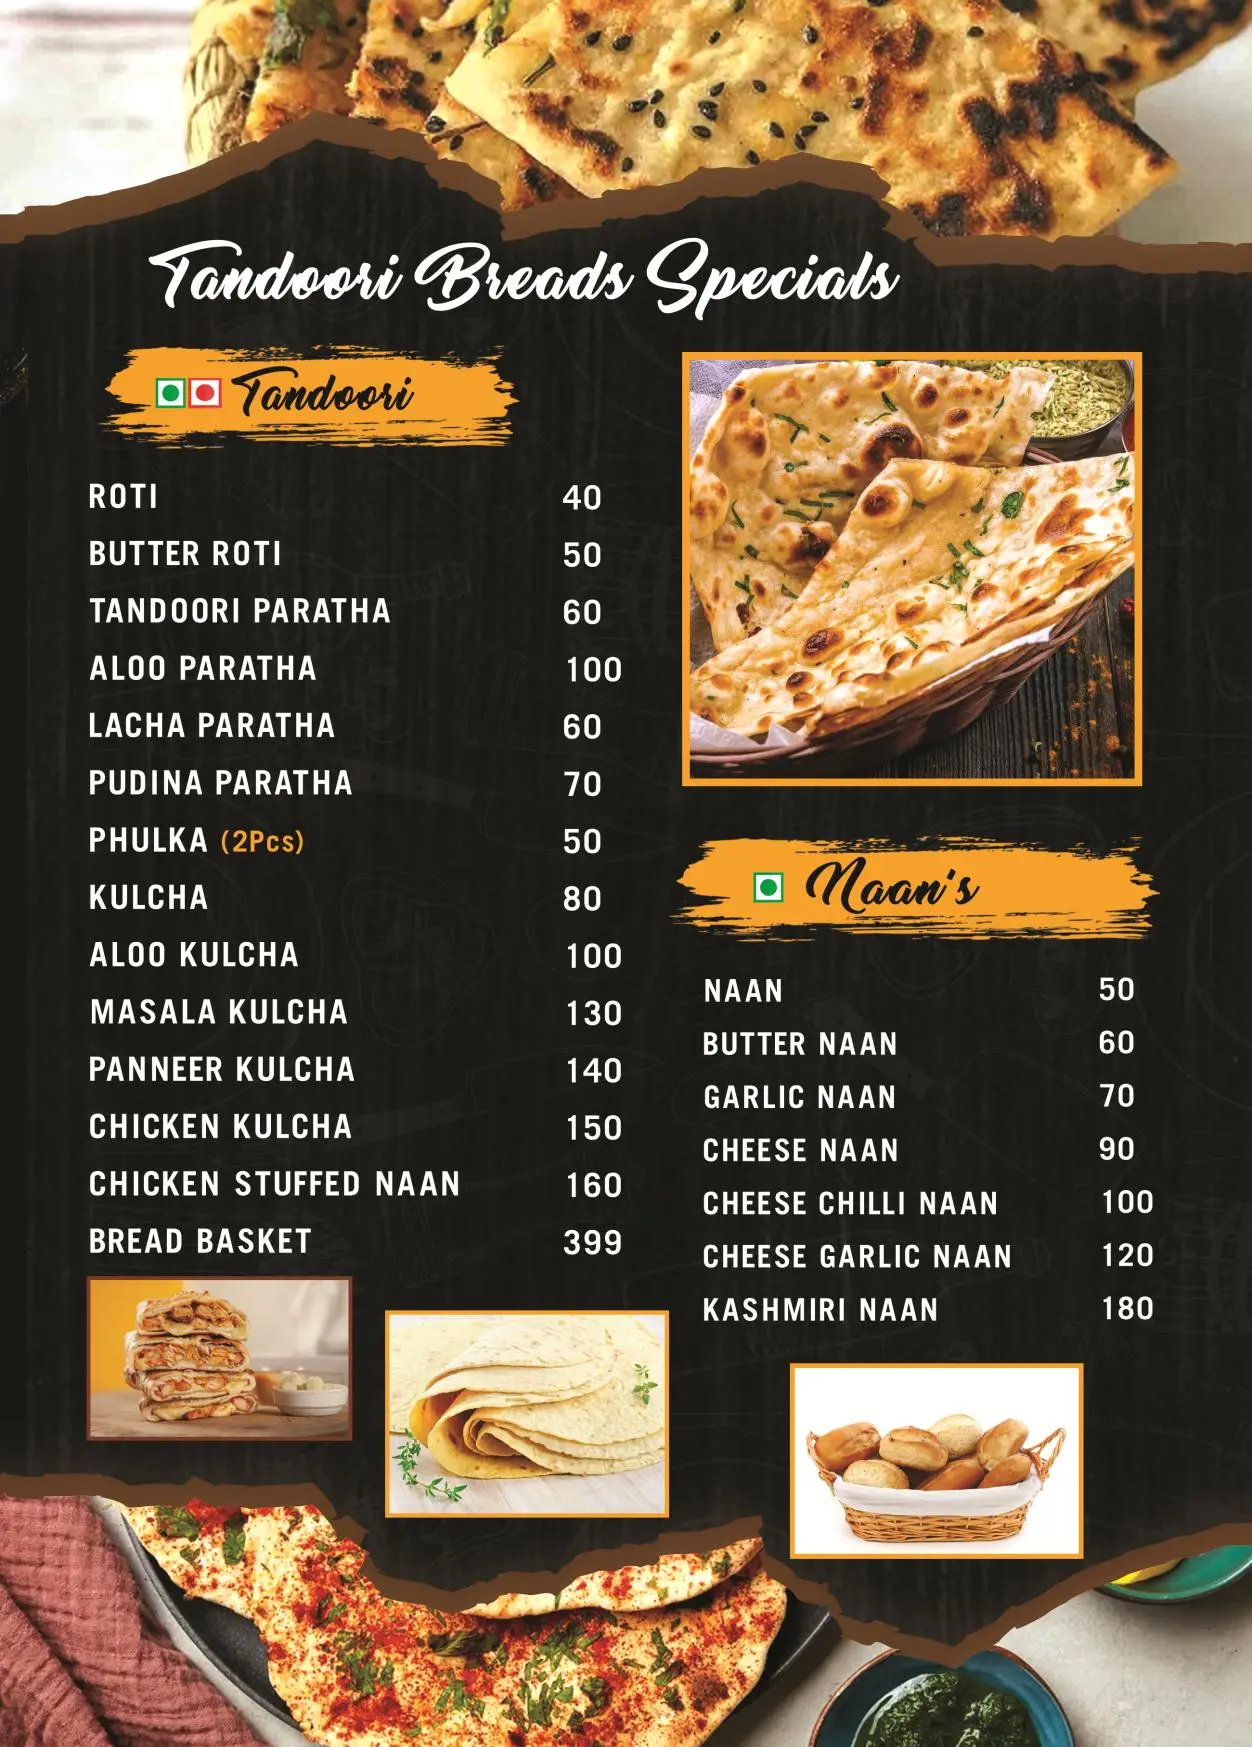 Tandoori Breads Specials
Tandoori
ROTI 40
BUTTER ROTI 50
TANDOORI PARATHA 60
ALOO PARATHA 100
LACHA PARATHA 60
PUDINA PARATHA 70
PHULKA (2Pcs) 50
KULCHA 80
ALOO KULCHA 100
MASALA KULCHA 130
PANNEER KULCHA 140
CHICKEN KULCHA 150
CHICKEN STUFFED NAAN 160
BREAD BASKET 399
Naan's
NAAN 50
BUTTER NAAN 60
GARLIC NAAN 70
CHEESE NAAN 90
CHEESE CHILLI NAAN 100
CHEESE GARLIC NAAN 120
KASHMIRI NAAN 180